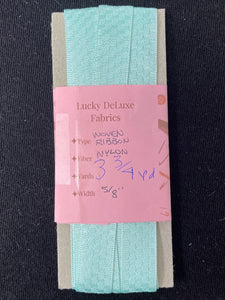 Lucky DeLuxe
Fabrics
WOVEN
Type RIBBON
Fiber NYLON
Yards 3 3/4 yd
Width 5/8"